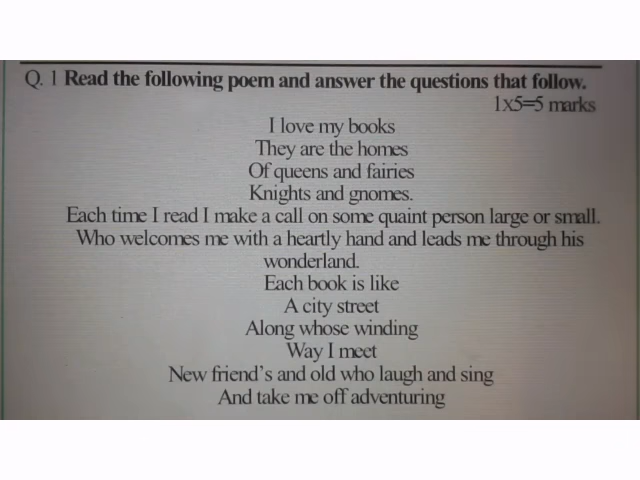 Q. 1 Read the following poem and answer the questions that follow.
1x5=5 marks
I love my books
They are the homes
Of queens and fairies
Knights and gnomes.
Each time I read I make a call on some quaint person large or small.
Who welcomes me with a heartly hand and leads me through his
wonderland.
Each book is like
A city street
Along whose winding
Way I meet
New friend's and old who laugh and sing
And take me off adventuring